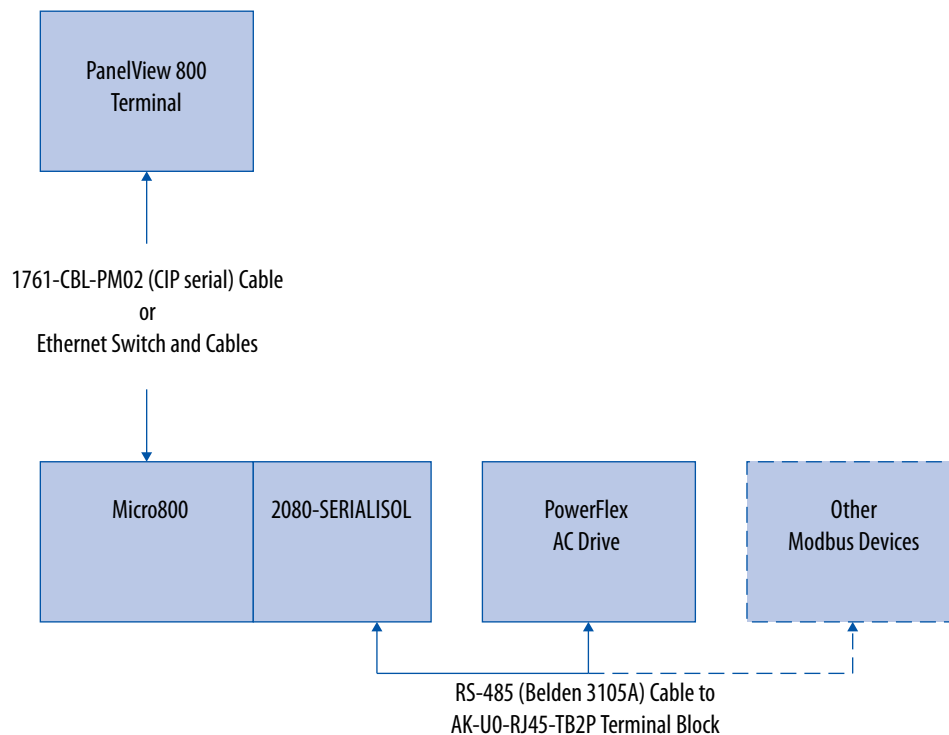 PanelView 800
Terminal
1761-CBL-PM02 (CIP serial) Cable
or
Ethernet Switch and Cables
Micro800
2080-SERIALISOL
PowerFlex
AC Drive
Other
Modbus Devices
RS-485 (Belden 3105A) Cable to
AK-U0-RJ45-TB2P Terminal Block